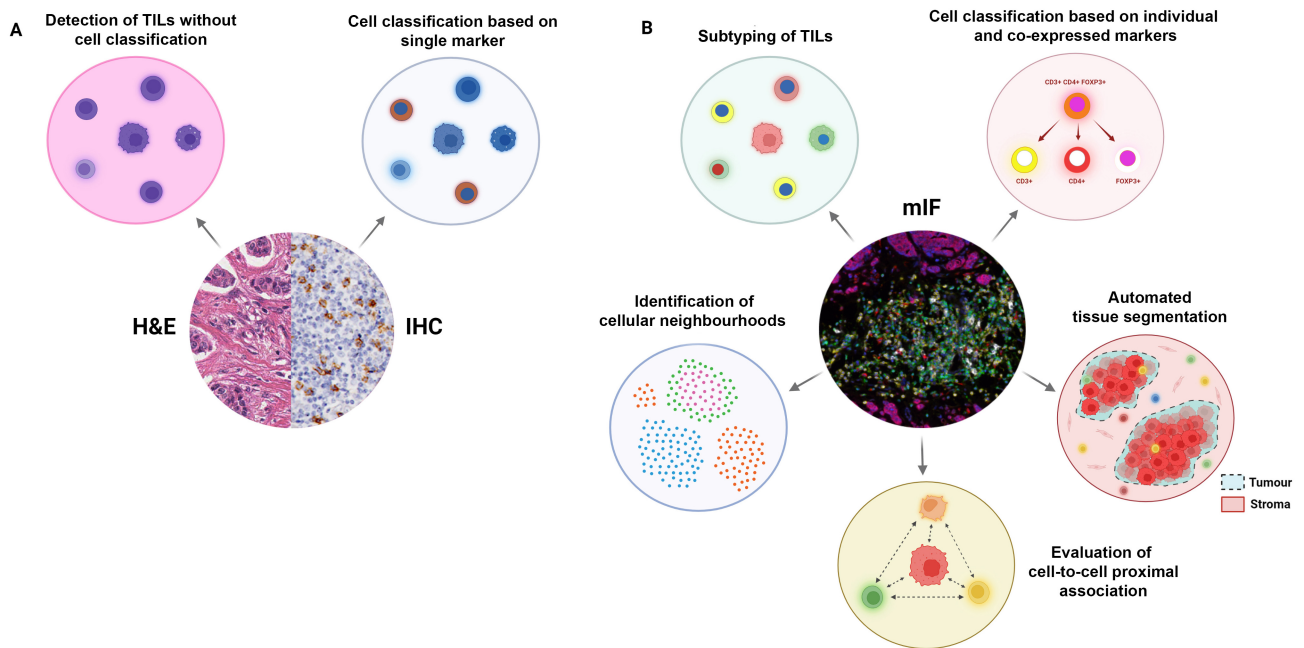 A
Detection of TILs without
cell classification
Cell classification based on
single marker
H&E
IHC
B
Subtyping of TILs
Cell classification based on individual
and co-expressed markers
CD3+ CD4+ FOXP3+
CD3+
CD4+
FOXP3+
mIF
Identification of
cellular neighbourhoods
Automated
tissue segmentation
Tumour
Stroma
Evaluation of
cell-to-cell proximal
association